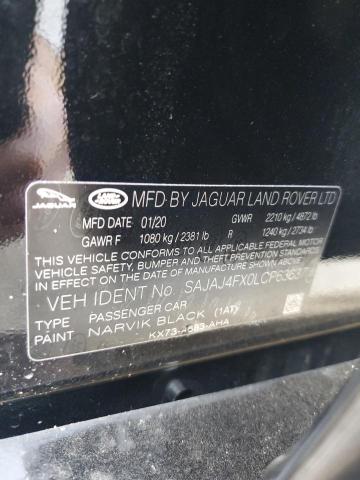 JAGUAR LAND ROVER MFD BY JAGUAR LAND ROVER LTD
MFD DATE 01/20 GVWR 2210 kg / 4872 lb
GAWR F 1080 kg / 2381 lb R 1240 kg / 2734 lb
THIS VEHICLE CONFORMS TO ALL APPLICABLE FEDERAL MOTOR
VEHICLE SAFETY, BUMPER AND THEFT PREVENTION STANDARDS
IN EFFECT ON THE DATE OF MANUFACTURE SHOWN ABOVE.
VEH IDENT No.
TYPE PASSENGER CAR
PAINT NARVIK BLACK (1AT)